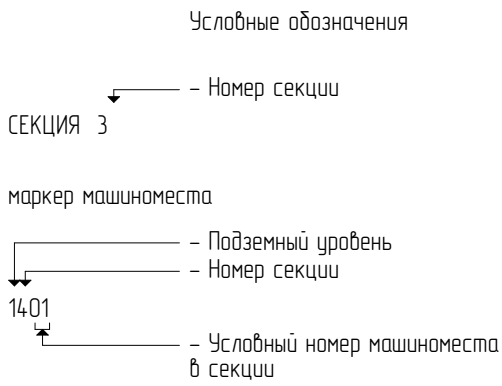 Условные обозначения
– Номер секции
СЕКЦИЯ 3
маркер машиноместа
– Подземный уровень
– Номер секции
1401
– Условный номер машиноместа
в секции